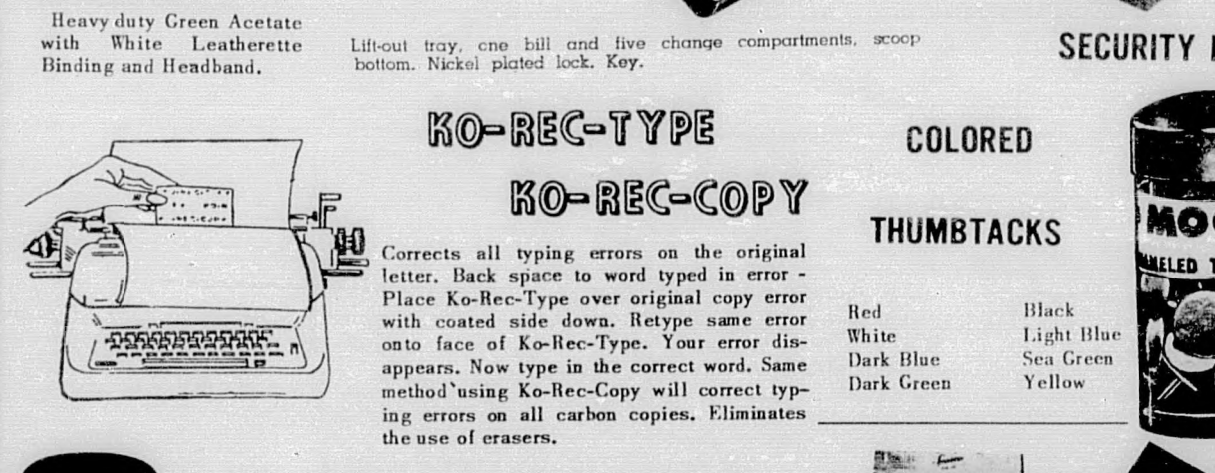 Heavy duty Green Acetate
with White Leatherette
Binding and Headband.
Lift-out tray, one bill and five change compartments, scoop
bottom. Nickel plated lock. Key.
SECURITY
KO-REC-TYPE
KO-REC-COPY
Corrects all typing errors on the original
letter. Back space to word typed in error -
Place Ko-Rec-Type over original copy error
with coated side down. Retype same error
onto face of Ko-Rec-Type. Your error dis-
appears. Now type in the correct word. Same
method using Ko-Rec-Copy will correct typ-
ing errors on all carbon copies. Eliminates
the use of erasers.
COLORED
THUMBTACKS
Red
White
Dark Blue
Dark Green
Black
Light Blue
Sea Green
Yellow
MO